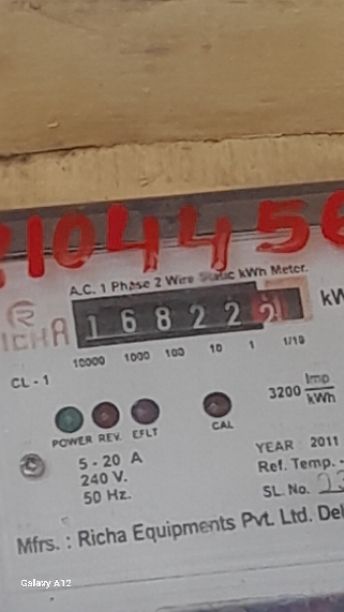 210445
A.C. 1 Phase 2 Wire Static kWh Meter.
R
RICHA
1 6 8 2 2 2
10000 1000 100 10 1 1/10
CL - 1
3200 Imp
kWh
POWER REV. EFLT
CAL
5 - 20 A
YEAR : 2011
240 V.
Ref. Temp. -
50 Hz.
SL. No.
Mfrs. : Richa Equipments Pvt. Ltd.
Galaxy A12